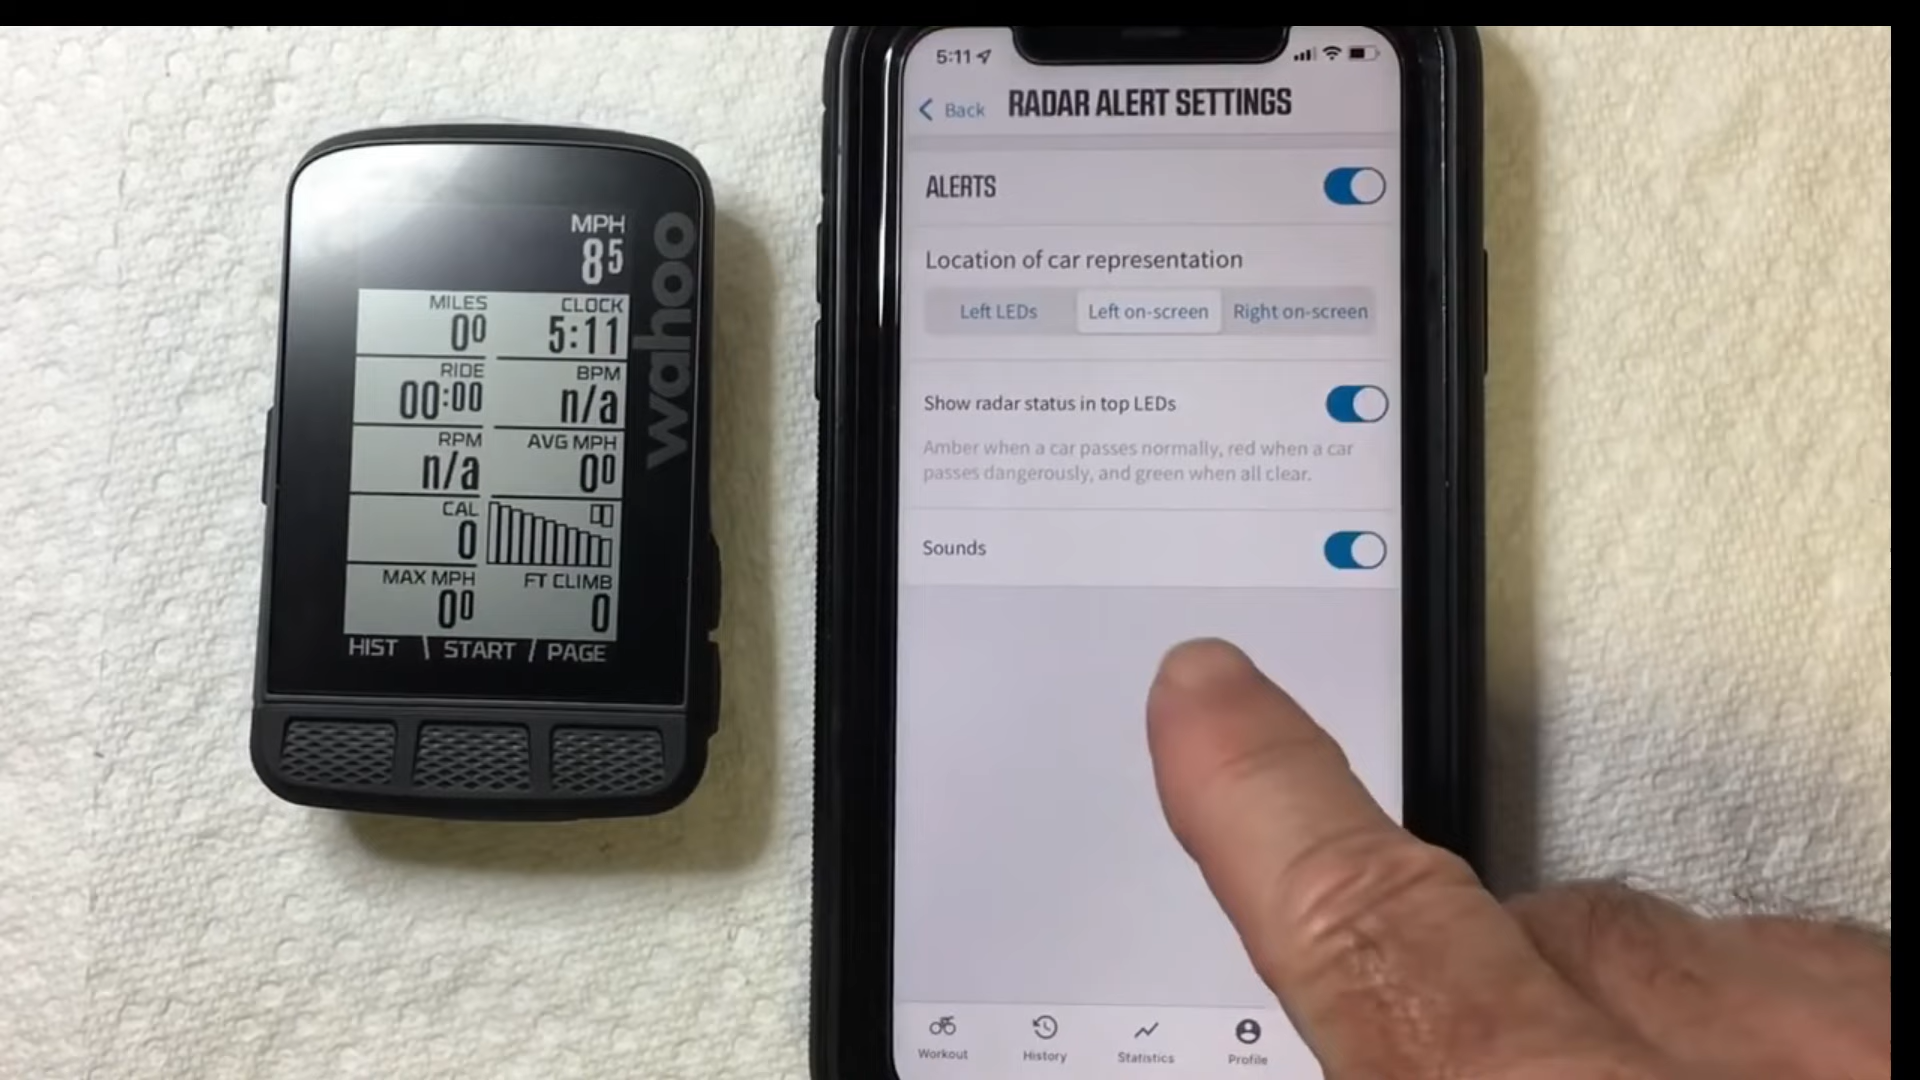 MPH
8⁵
MILES
0⁰
CLOCK
5:11
RIDE
00:00
BPM
n/a
RPM
n/a
AVG MPH
0⁰
CAL
0
MAX MPH
0⁰
FT CLIMB
0
HIST \ START / PAGE
wahoo
5:11
Back
RADAR ALERT SETTINGS
ALERTS
Location of car representation
Left LEDs Left on-screen Right on-screen
Show radar status in top LEDs
Amber when a car passes normally, red when a car
passes dangerously, and green when all clear.
Sounds
Workout History Statistics Profile